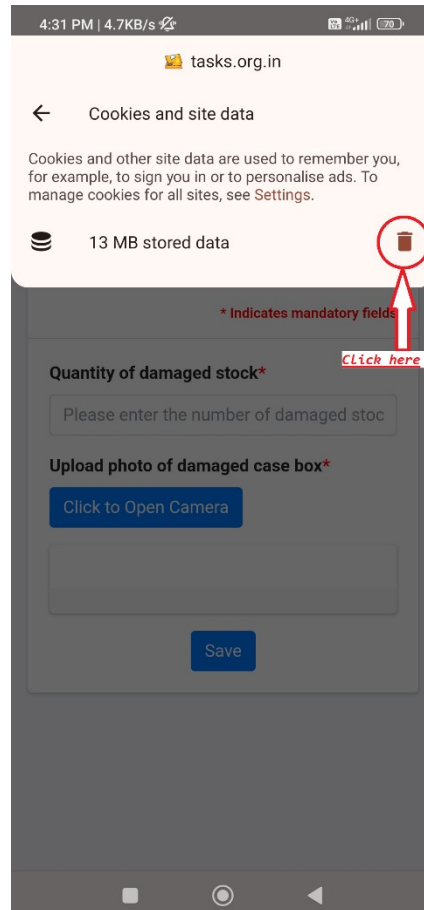 4:31 PM | 4.7KB/s
4G+
70
tasks.org.in
Cookies and site data
Cookies and other site data are used to remember you,
for example, to sign you in or to personalise ads. To
manage cookies for all sites, see Settings.
13 MB stored data
* Indicates mandatory fields
Click here
Quantity of damaged stock*
Please enter the number of damaged stoc
Upload photo of damaged case box*
Click to Open Camera
Save